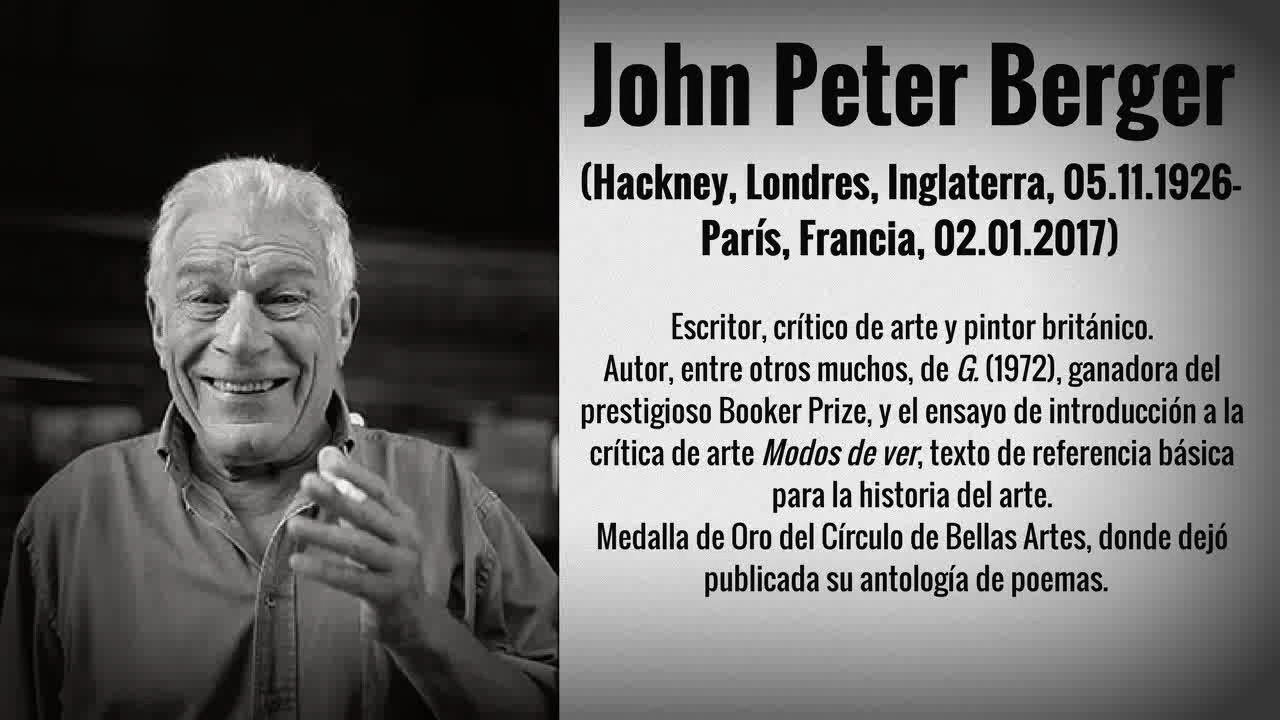 John Peter Berger
(Hackney, Londres, Inglaterra, 05.11.1926-
París, Francia, 02.01.2017)
Escritor, crítico de arte y pintor británico.
Autor, entre otros muchos, de G. (1972), ganadora del
prestigioso Booker Prize, y el ensayo de introducción a la
crítica de arte Modos de ver, texto de referencia básica
para la historia del arte.
Medalla de Oro del Círculo de Bellas Artes, donde dejó
publicada su antología de poemas.